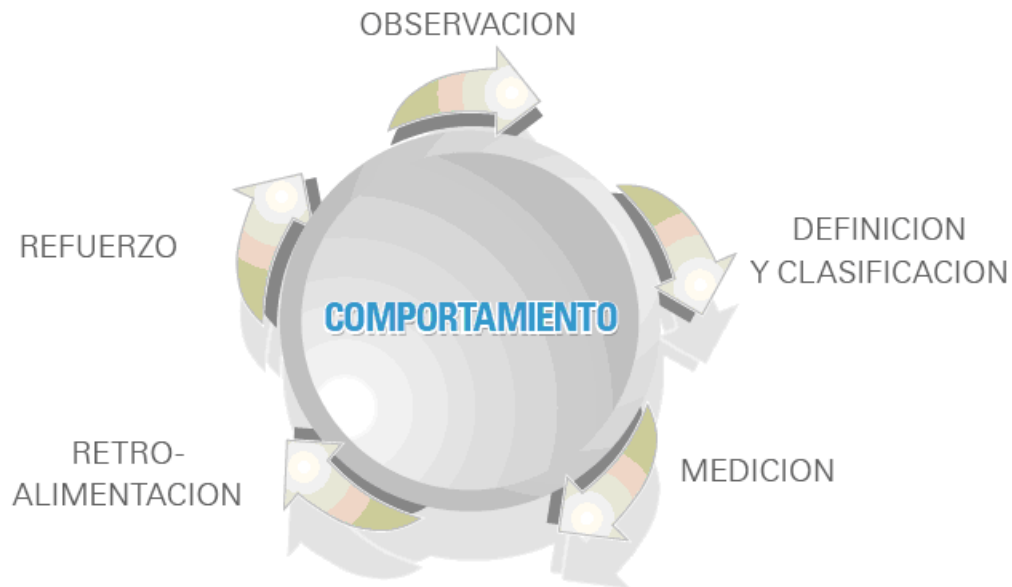 OBSERVACION
DEFINICION
Y CLASIFICACION
MEDICION
RETRO-
ALIMENTACION
REFUERZO
COMPORTAMIENTO